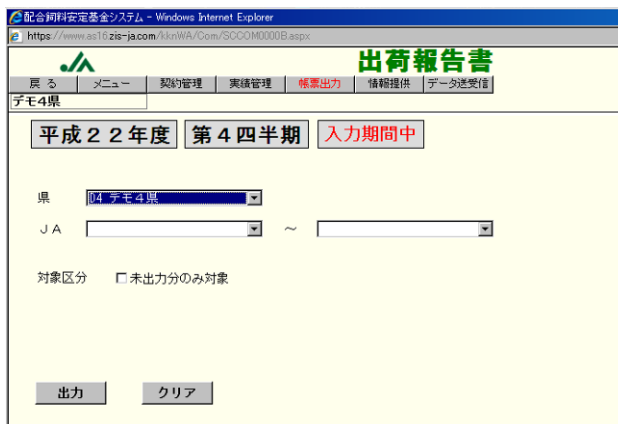 配合飼料安定基金システム - Windows Internet Explorer
https://www.as16zis-ja.com/kknWA/Com/SCCOM0000B.aspx
JA 出荷報告書
戻る メニュー 契約管理 実績管理 帳票出力 情報提供 データ送受信
デモ4県
平成22年度 第4四半期 入力期間中
県 04 デモ4県
JA ～
対象区分 未出力分のみ対象
出力 クリア